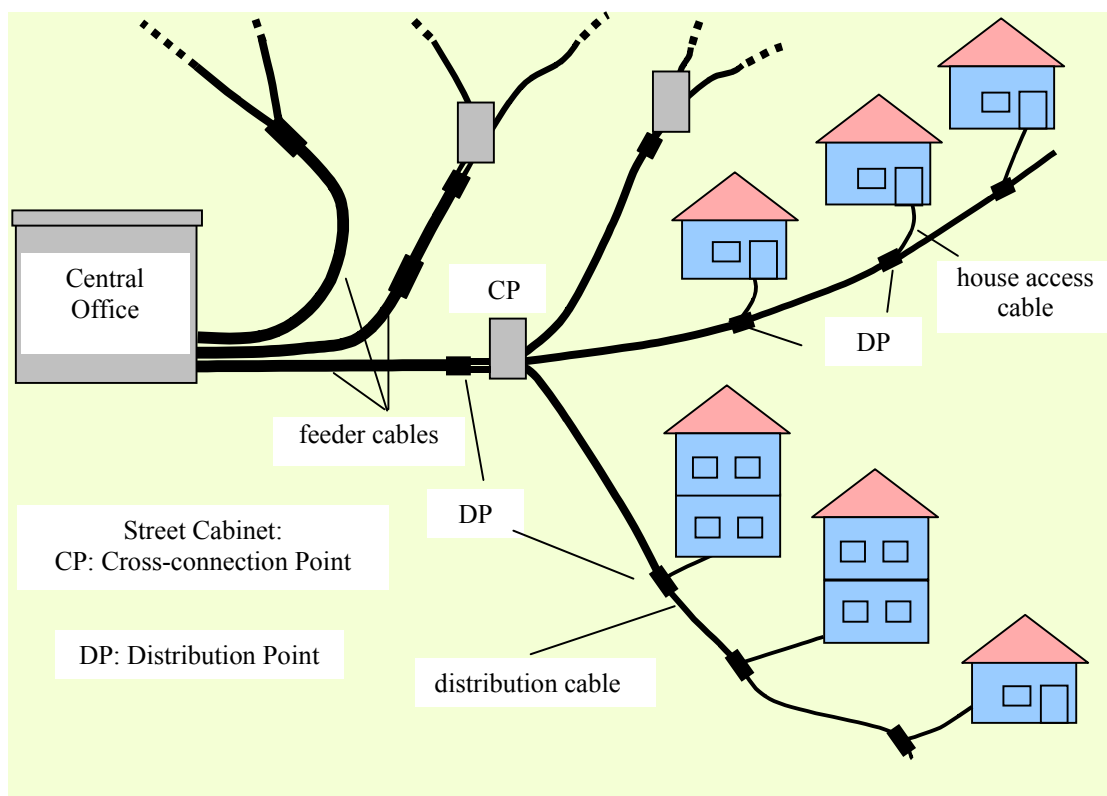 Central
Office
CP
house access
cable
DP
feeder cables
DP
Street Cabinet:
CP: Cross-connection Point
DP: Distribution Point
distribution cable